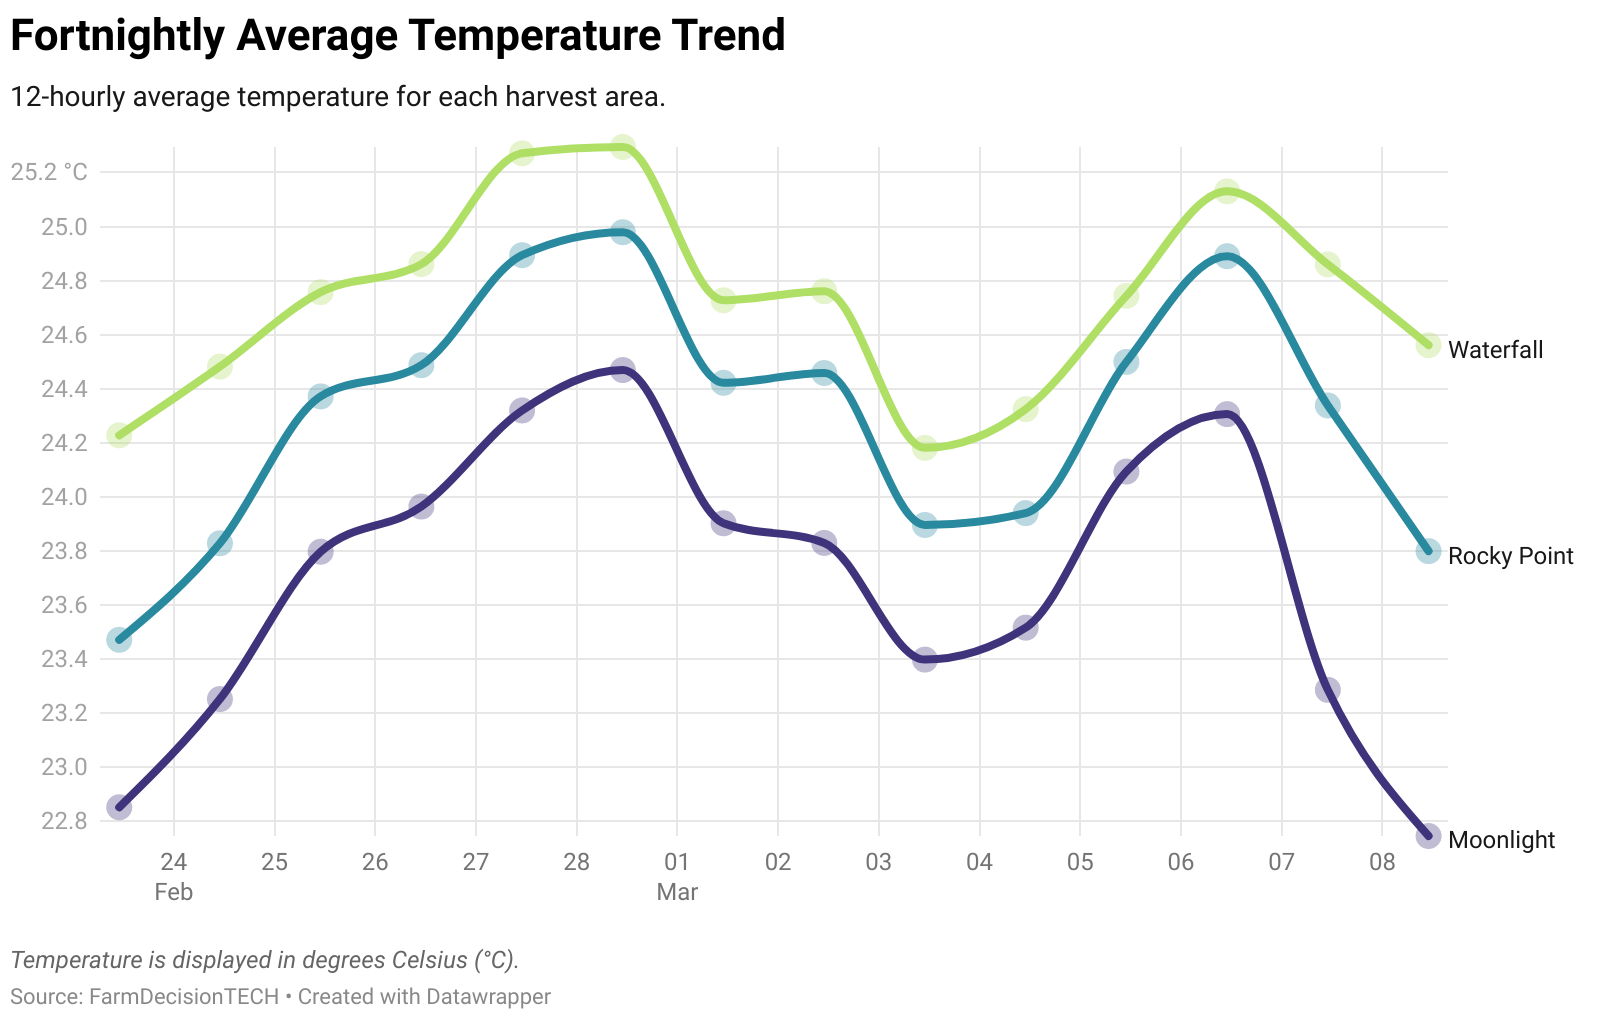 Fortnightly Average Temperature Trend
12-hourly average temperature for each harvest area.
25.2 °C
25.0
24.8
24.6
24.4
24.2
24.0
23.8
23.6
23.4
23.2
23.0
22.8
Waterfall
Rocky Point
Moonlight
24 25 26 27 28 01 02 03 04 05 06 07 08
Feb Mar
Temperature is displayed in degrees Celsius (°C).
Source: FarmDecisionTECH • Created with Datawrapper